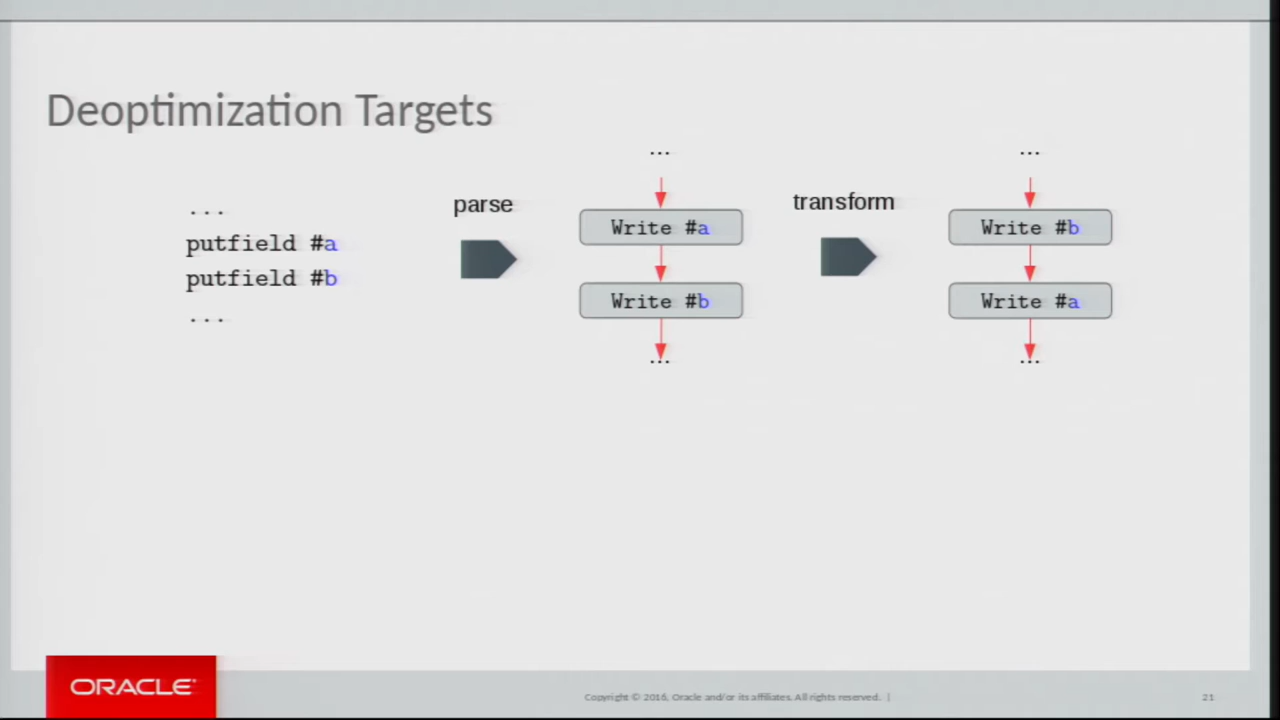 Deoptimization Targets
...
putfield #a
putfield #b
...
parse
...
Write #a
Write #b
...
transform
...
Write #b
Write #a
...
ORACLE
Copyright © 2016, Oracle and/or its affiliates. All rights reserved. |
21